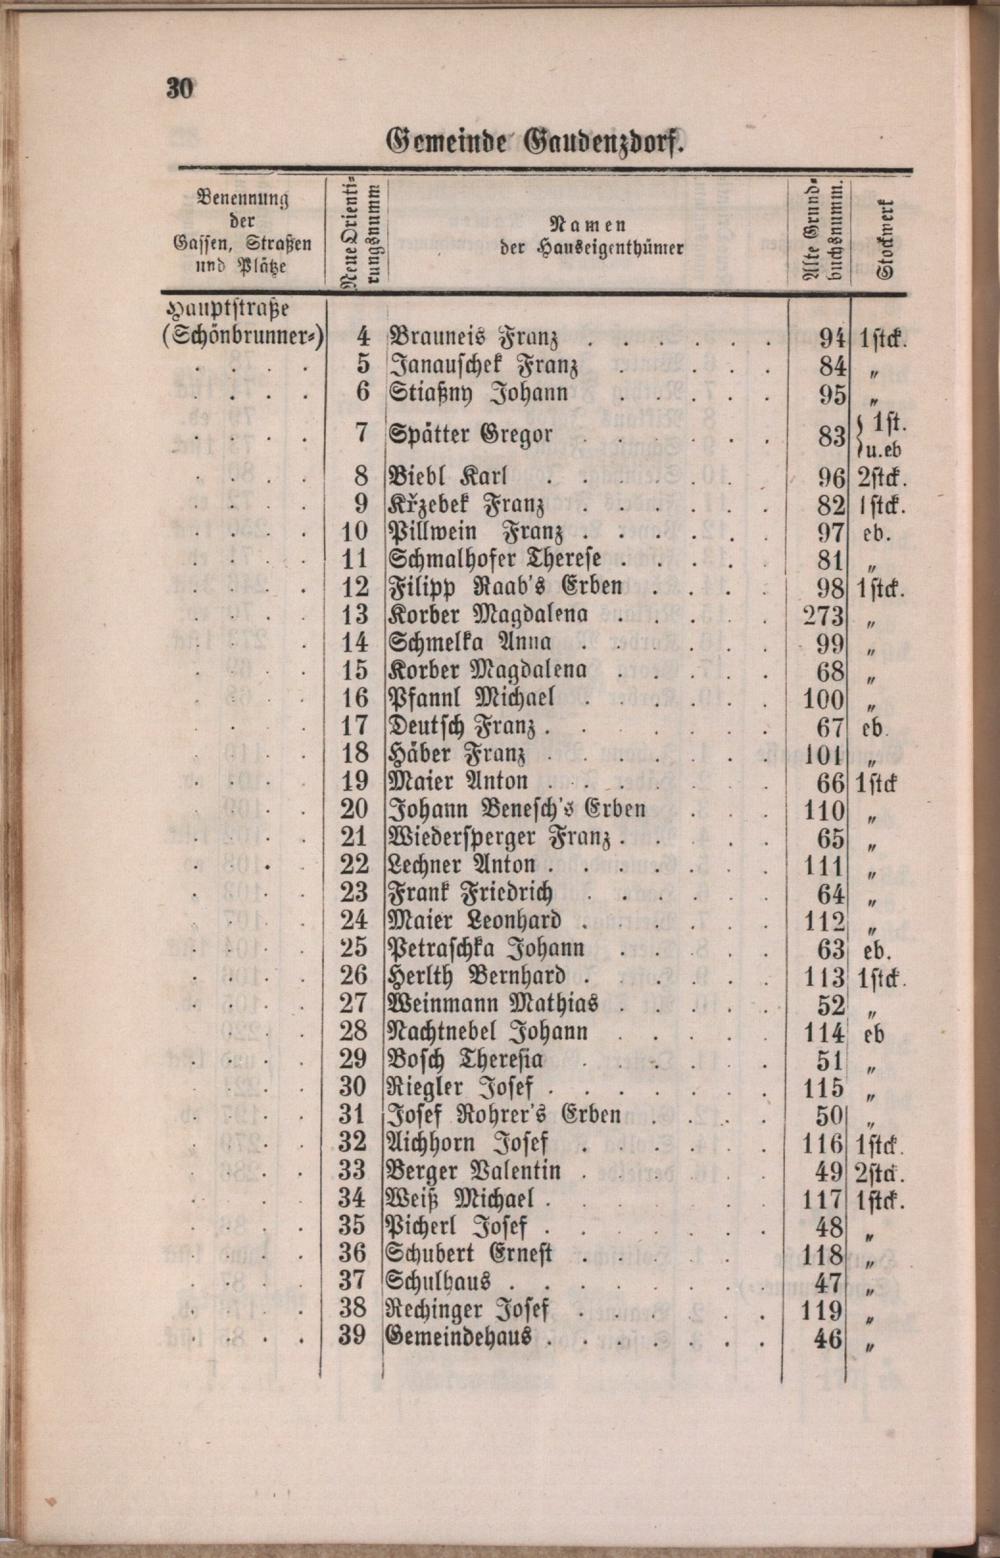 30
Gemeinde Gaudenzdorf.
Benennung der Gassen, Straßen und Plätze | Neue Orientirungsnumm | Namen der Hauseigenthümer | Alte Grundbuchsnumm. | Stockwerk
Hauptstraße
(Schönbrunner-) 4 Brauneis Franz 94 1stck.
5 Janauschek Franz 84 "
6 Stiaßny Johann 95 "
7 Spätter Gregor 83 } 1st. u.eb
8 Biebl Karl 96 2stck.
9 Křzebek Franz 82 1stck.
10 Pillwein Franz 97 eb.
11 Schmalhofer Therese 81 "
12 Filipp Raab's Erben 98 1stck.
13 Korber Magdalena 273 "
14 Schmelka Anna 99 "
15 Korber Magdalena 68 "
16 Pfannl Michael 100 "
17 Deutsch Franz 67 eb.
18 Häber Franz 101 "
19 Maier Anton 66 1stck
20 Johann Benesch's Erben 110 "
21 Wiedersperger Franz 65 "
22 Lechner Anton 111 "
23 Frank Friedrich 64 "
24 Maier Leonhard 112 "
25 Petraschka Johann 63 eb.
26 Herlth Bernhard 113 1stck.
27 Weinmann Mathias 52 "
28 Nachtnebel Johann 114 eb
29 Bosch Theresia 51 "
30 Riegler Josef 115 "
31 Josef Rohrer's Erben 50 "
32 Aichhorn Josef 116 1stck.
33 Berger Valentin 49 2stck.
34 Weiß Michael 117 1stck.
35 Picherl Josef 48 "
36 Schubert Ernest 118 "
37 Schulhaus 47 "
38 Rechinger Josef 119 "
39 Gemeindehaus 46 "